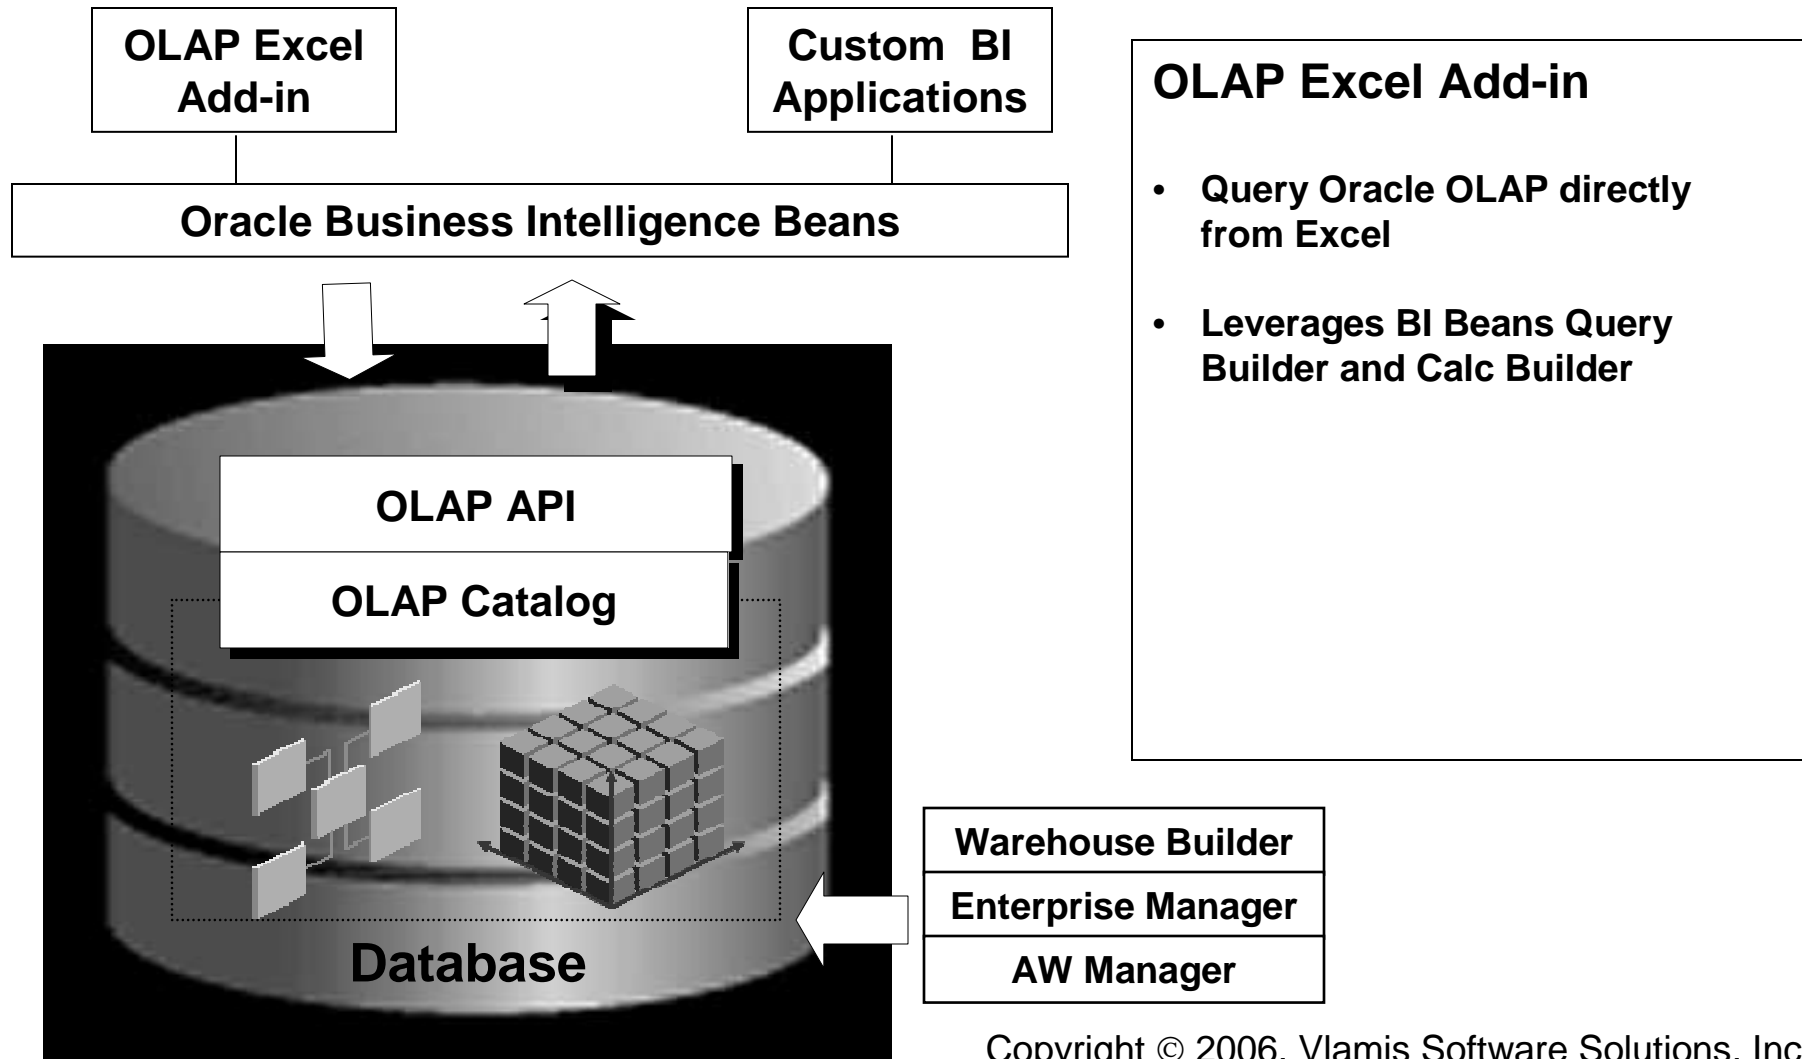 OLAP Excel
Add-in
Custom BI
Applications
Oracle Business Intelligence Beans
OLAP Excel Add-in
• Query Oracle OLAP directly
from Excel
• Leverages BI Beans Query
Builder and Calc Builder
OLAP API
OLAP Catalog
Database
Warehouse Builder
Enterprise Manager
AW Manager
Copyright © 2006, Vlamis Software Solutions, Inc